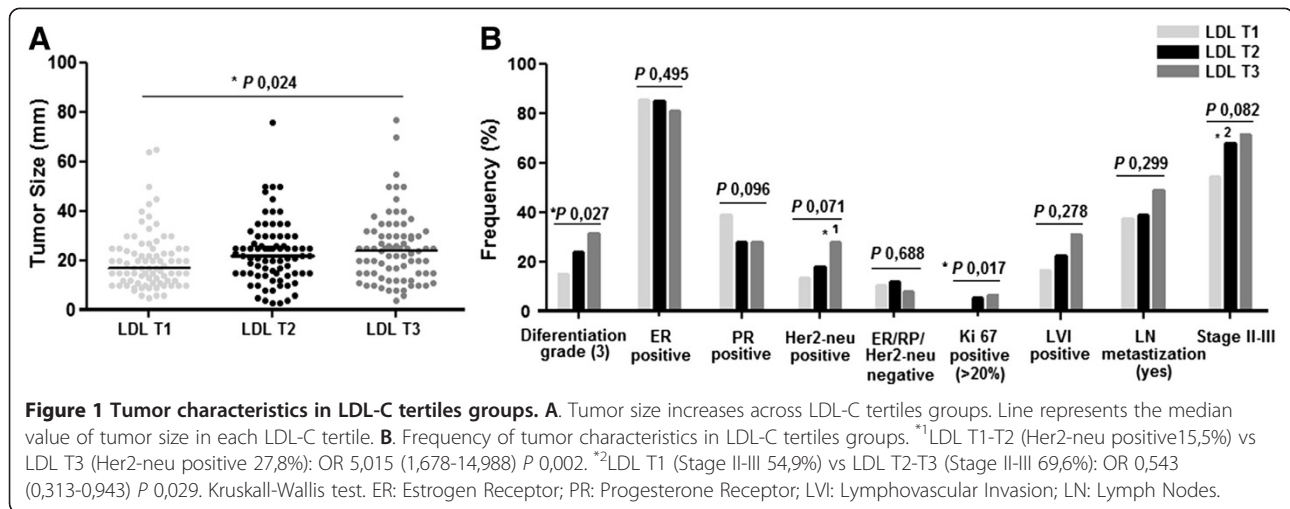 A
100
80
60
40
20
0
Tumor Size (mm)
* P 0,024
LDL T1
LDL T2
LDL T3
B
LDL T1
LDL T2
LDL T3
100
80
60
40
20
0
Frequency (%)
*P 0,027
P 0,495
P 0,096
P 0,071
* 1
P 0,688
* P 0,017
P 0,278
P 0,299
P 0,082
* 2
Diferentiation
grade (3)
ER
positive
PR
positive
Her2-neu
positive
ER/RP/
Her2-neu
negative
Ki 67
positive
(>20%)
LVI
positive
LN
metastization
(yes)
Stage II-III
Figure 1 Tumor characteristics in LDL-C tertiles groups. A. Tumor size increases across LDL-C tertiles groups. Line represents the median
value of tumor size in each LDL-C tertile. B. Frequency of tumor characteristics in LDL-C tertiles groups. *1LDL T1-T2 (Her2-neu positive15,5%) vs
LDL T3 (Her2-neu positive 27,8%): OR 5,015 (1,678-14,988) P 0,002. *2LDL T1 (Stage II-III 54,9%) vs LDL T2-T3 (Stage II-III 69,6%): OR 0,543
(0,313-0,943) P 0,029. Kruskall-Wallis test. ER: Estrogen Receptor; PR: Progesterone Receptor; LVI: Lymphovascular Invasion; LN: Lymph Nodes.